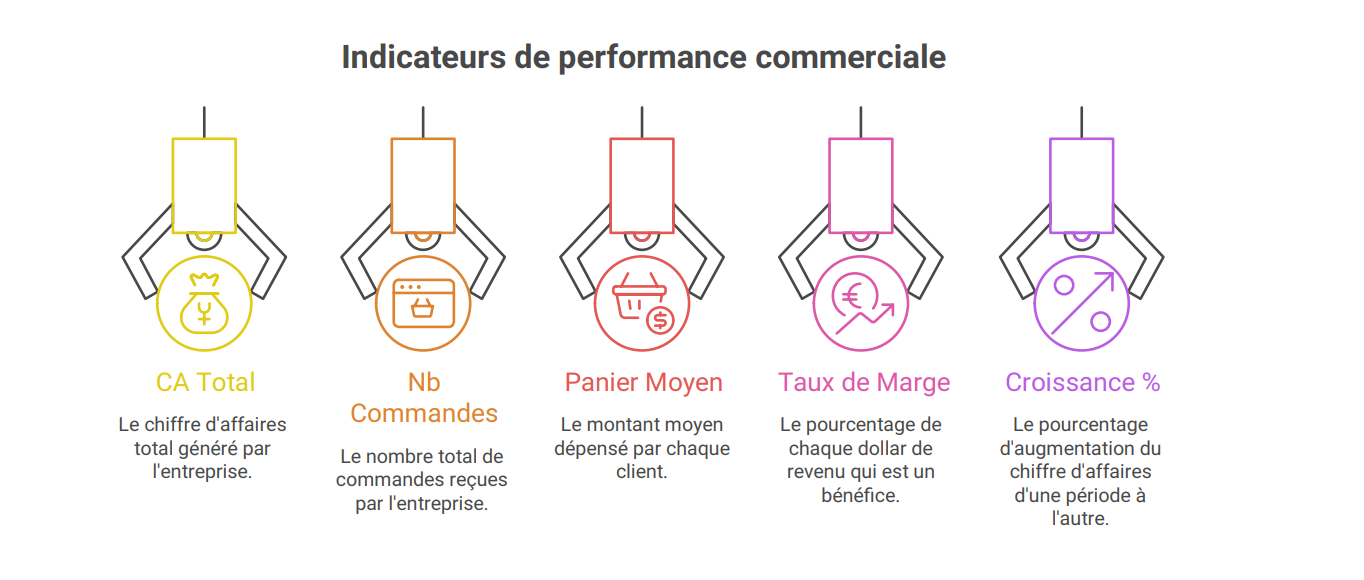 Indicateurs de performance commerciale
CA Total
Le chiffre d'affaires
total généré par
l'entreprise.
Nb
Commandes
Le nombre total de
commandes reçues
par l'entreprise.
Panier Moyen
Le montant moyen
dépensé par chaque
client.
Taux de Marge
Le pourcentage de
chaque dollar de
revenu qui est un
bénéfice.
Croissance %
Le pourcentage
d'augmentation du
chiffre d'affaires
d'une période à
l'autre.